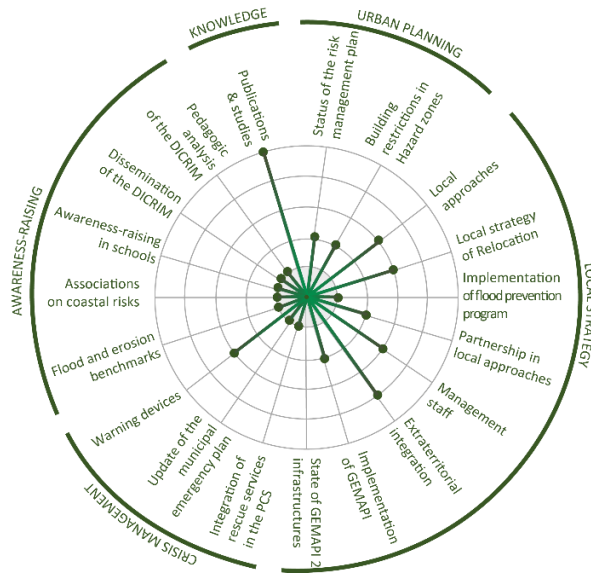 KNOWLEDGE
URBAN PLANNING
LOCAL STRATEGY
CRISIS MANAGEMENT
AWARENESS-RAISING
Publications
& studies
Status of the risk
management plan
Building
restrictions in
Hazard zones
Local
approaches
Local strategy
of Relocation
Implementation
of flood prevention
program
Partnership in
local approaches
Management
staff
Extraterritorial
integration
Implementation
of GEMAPI
State of GEMAPI 2
infrastructures
Integration of
rescue services
in the PCS
Update of the
municipal
emergency plan
Warning devices
Flood and erosion
benchmarks
Associations
on coastal risks
Awareness-raising
in schools
Dissemination
of the DICRIM
Pedagogic
analysis
of the DICRIM